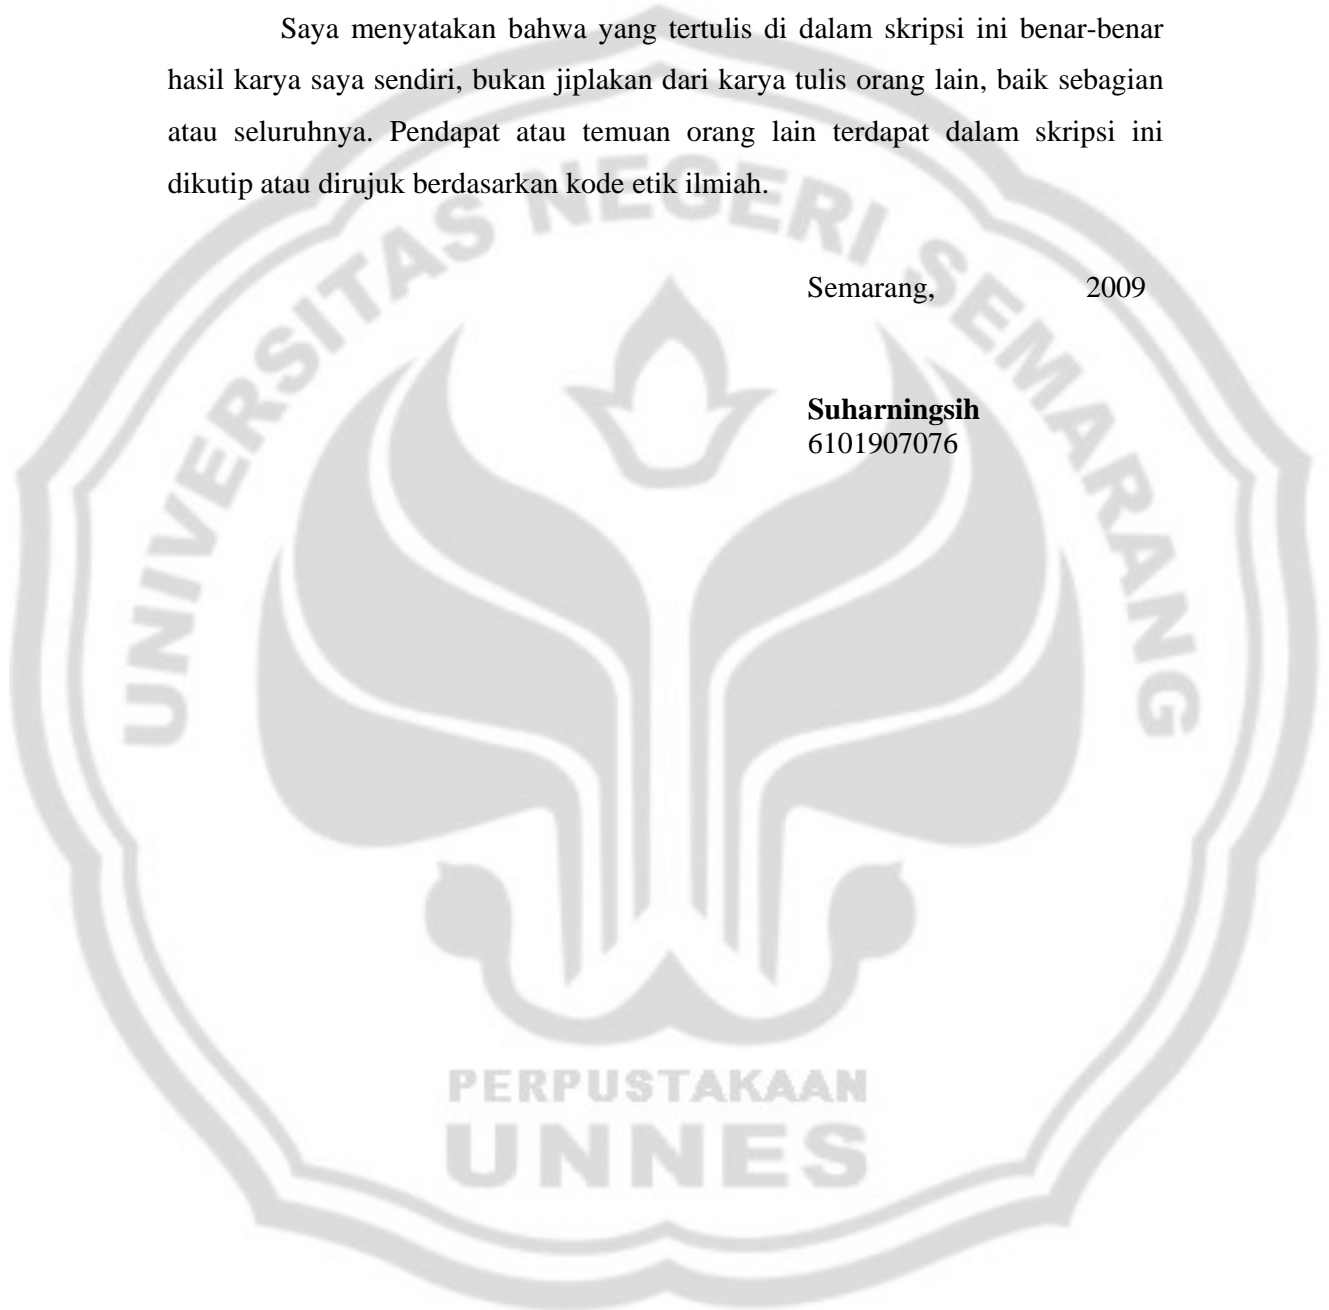 Saya menyatakan bahwa yang tertulis di dalam skripsi ini benar-benar
hasil karya saya sendiri, bukan jiplakan dari karya tulis orang lain, baik sebagian
atau seluruhnya. Pendapat atau temuan orang lain terdapat dalam skripsi ini
dikutip atau dirujuk berdasarkan kode etik ilmiah.
Semarang, 2009
Suharningsih
6101907076
UNIVERSITAS NEGERI SEMARANG
PERPUSTAKAAN
UNNES